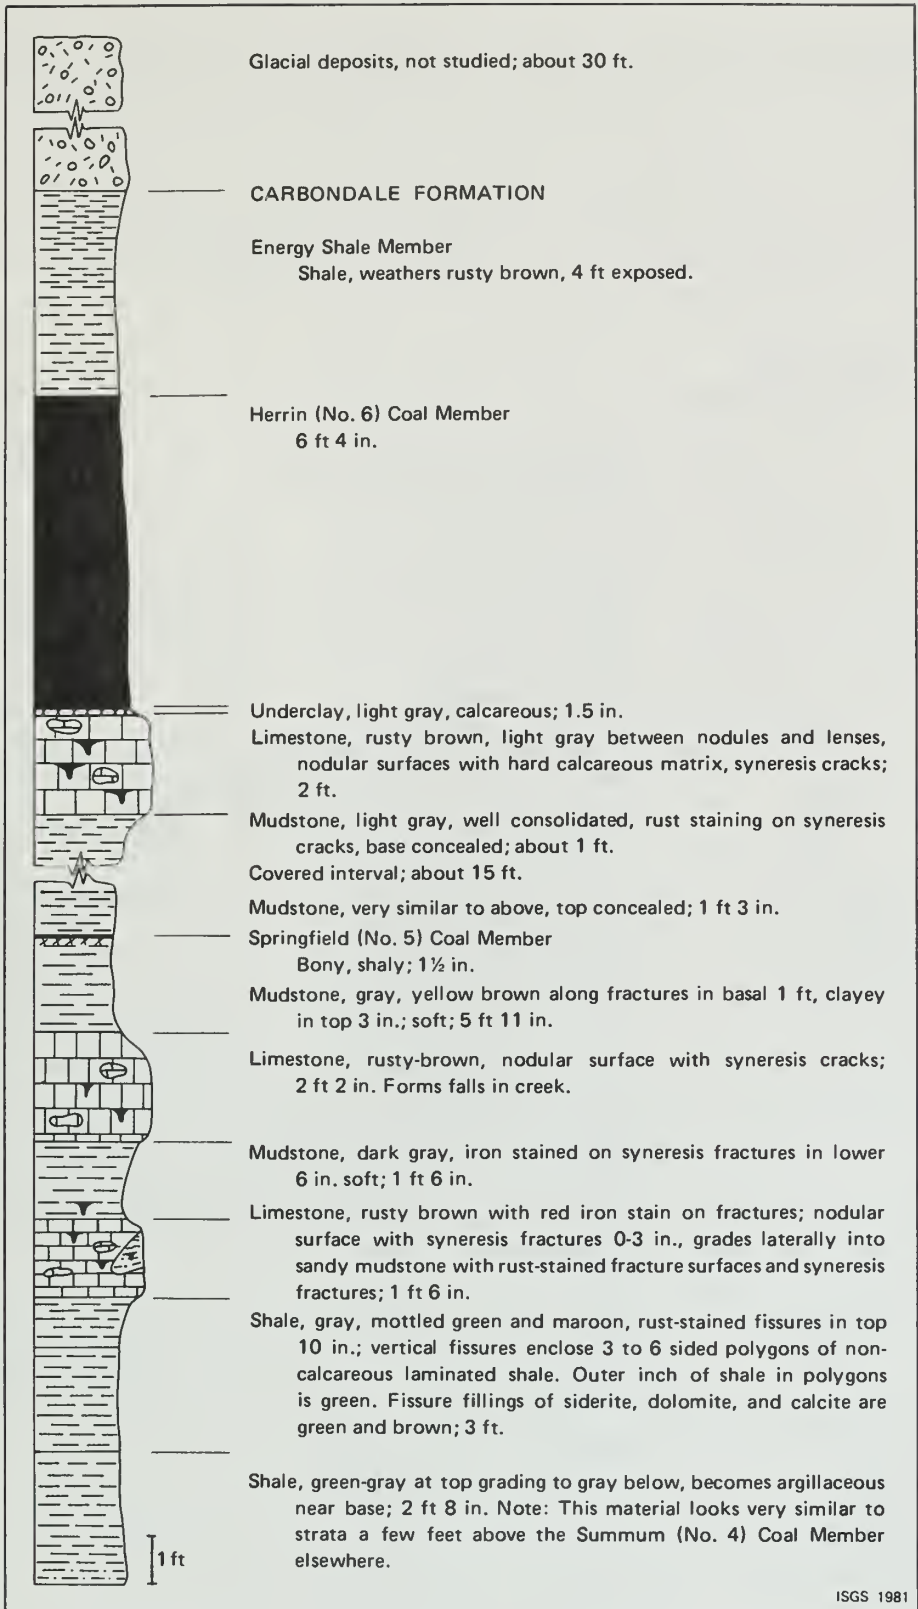 Glacial deposits, not studied; about 30 ft.
CARBONDALE FORMATION
Energy Shale Member
Shale, weathers rusty brown, 4 ft exposed.
Herrin (No. 6) Coal Member
6 ft 4 in.
Underclay, light gray, calcareous; 1.5 in.
Limestone, rusty brown, light gray between nodules and lenses,
nodular surfaces with hard calcareous matrix, syneresis cracks;
2 ft.
Mudstone, light gray, well consolidated, rust staining on syneresis
cracks, base concealed; about 1 ft.
Covered interval; about 15 ft.
Mudstone, very similar to above, top concealed; 1 ft 3 in.
Springfield (No. 5) Coal Member
Bony, shaly; 1½ in.
Mudstone, gray, yellow brown along fractures in basal 1 ft, clayey
in top 3 in.; soft; 5 ft 11 in.
Limestone, rusty-brown, nodular surface with syneresis cracks;
2 ft 2 in. Forms falls in creek.
Mudstone, dark gray, iron stained on syneresis fractures in lower
6 in. soft; 1 ft 6 in.
Limestone, rusty brown with red iron stain on fractures; nodular
surface with syneresis fractures 0-3 in., grades laterally into
sandy mudstone with rust-stained fracture surfaces and syneresis
fractures; 1 ft 6 in.
Shale, gray, mottled green and maroon, rust-stained fissures in top
10 in.; vertical fissures enclose 3 to 6 sided polygons of non-
calcareous laminated shale. Outer inch of shale in polygons
is green. Fissure fillings of siderite, dolomite, and calcite are
green and brown; 3 ft.
Shale, green-gray at top grading to gray below, becomes argillaceous
near base; 2 ft 8 in. Note: This material looks very similar to
strata a few feet above the Summum (No. 4) Coal Member
elsewhere.
1 ft
ISGS 1981